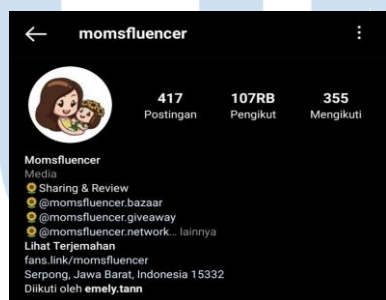 momsfluencer
417 107RB 355
Postingan Pengikut Mengikuti
Momsfluencer
Media
🌻Sharing & Review
🌻@momsfluencer.bazaar
🌻@momsfluencer.giveaway
🌻@momsfluencer.network... lainnya
Lihat Terjemahan
fans.link/momsfluencer
Serpong, Jawa Barat, Indonesia 15332
Diikuti oleh emely.tann